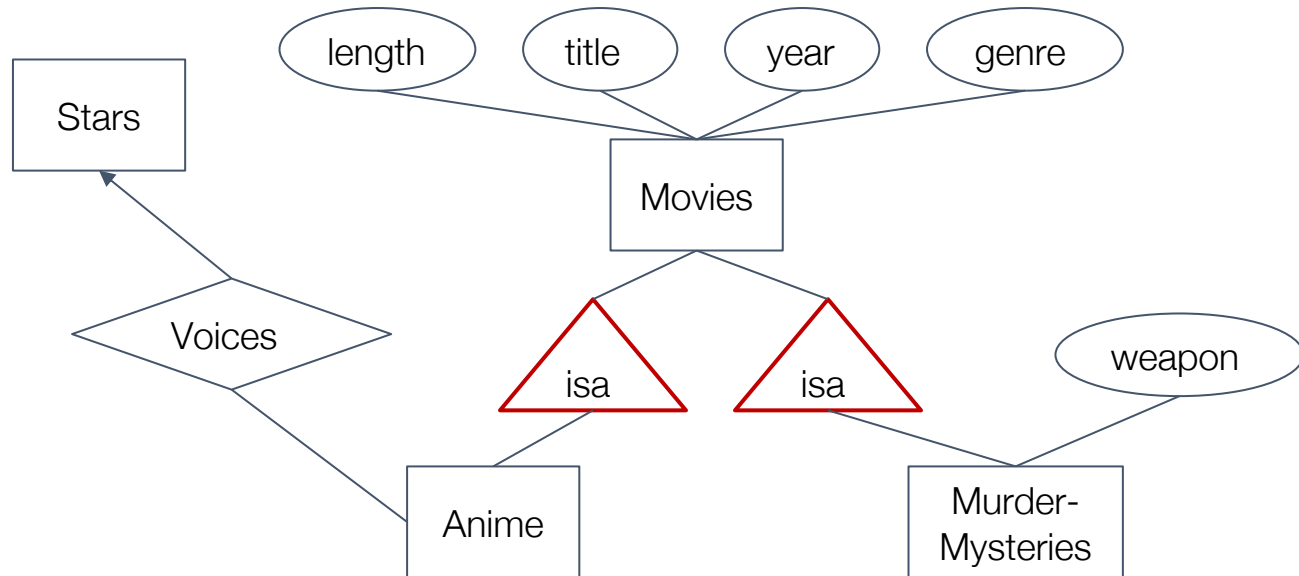 length
title
year
genre
Stars
Movies
Voices
isa
isa
weapon
Anime
Murder-
Mysteries